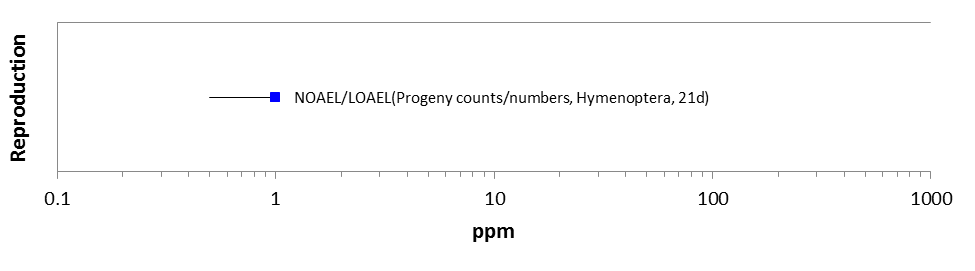 Reproduction
NOAEL/LOAEL(Progeny counts/numbers, Hymenoptera, 21d)
0.1 1 10 100 1000
ppm